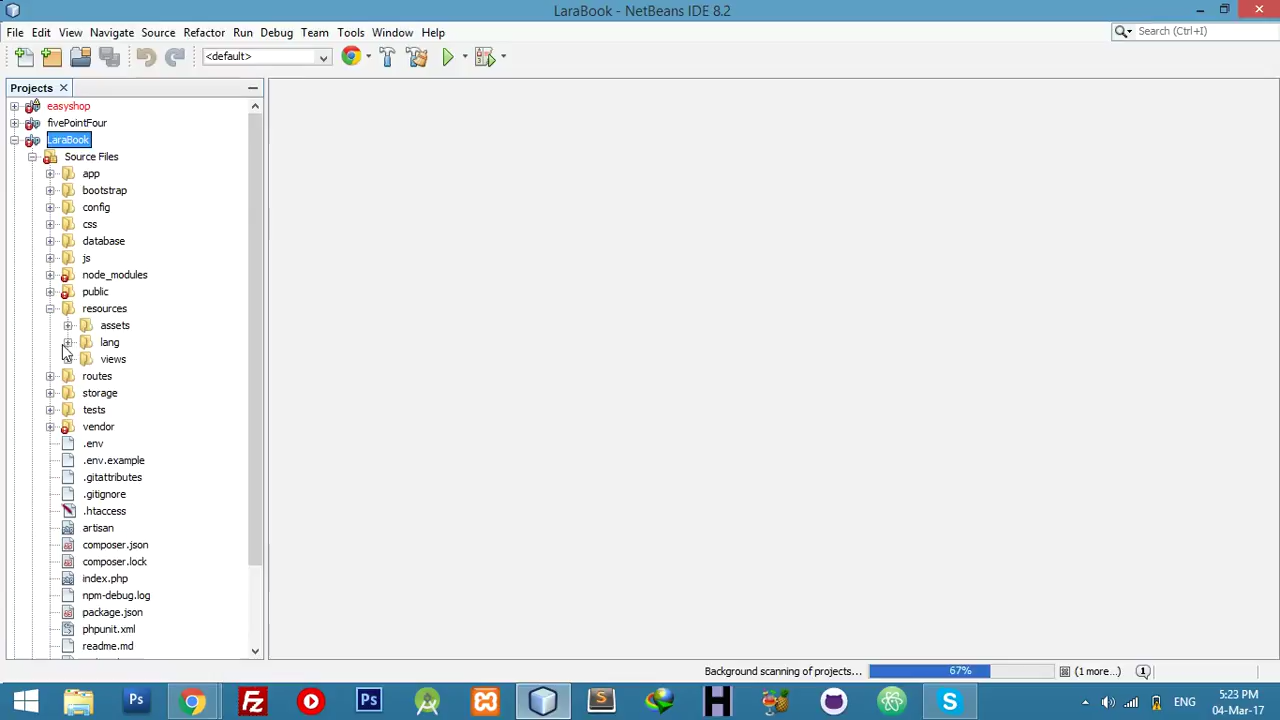 LaraBook - NetBeans IDE 8.2
File Edit View Navigate Source Refactor Run Debug Team Tools Window Help
Search (Ctrl+I)
<default>
Projects
easyshop
fivePointFour
LaraBook
Source Files
app
bootstrap
config
css
database
js
node_modules
public
resources
assets
lang
views
routes
storage
tests
vendor
.env
.env.example
.gitattributes
.gitignore
.htaccess
artisan
composer.json
composer.lock
index.php
npm-debug.log
package.json
phpunit.xml
readme.md
Background scanning of projects... 67% (1 more...)
ENG
5:23 PM
04-Mar-17